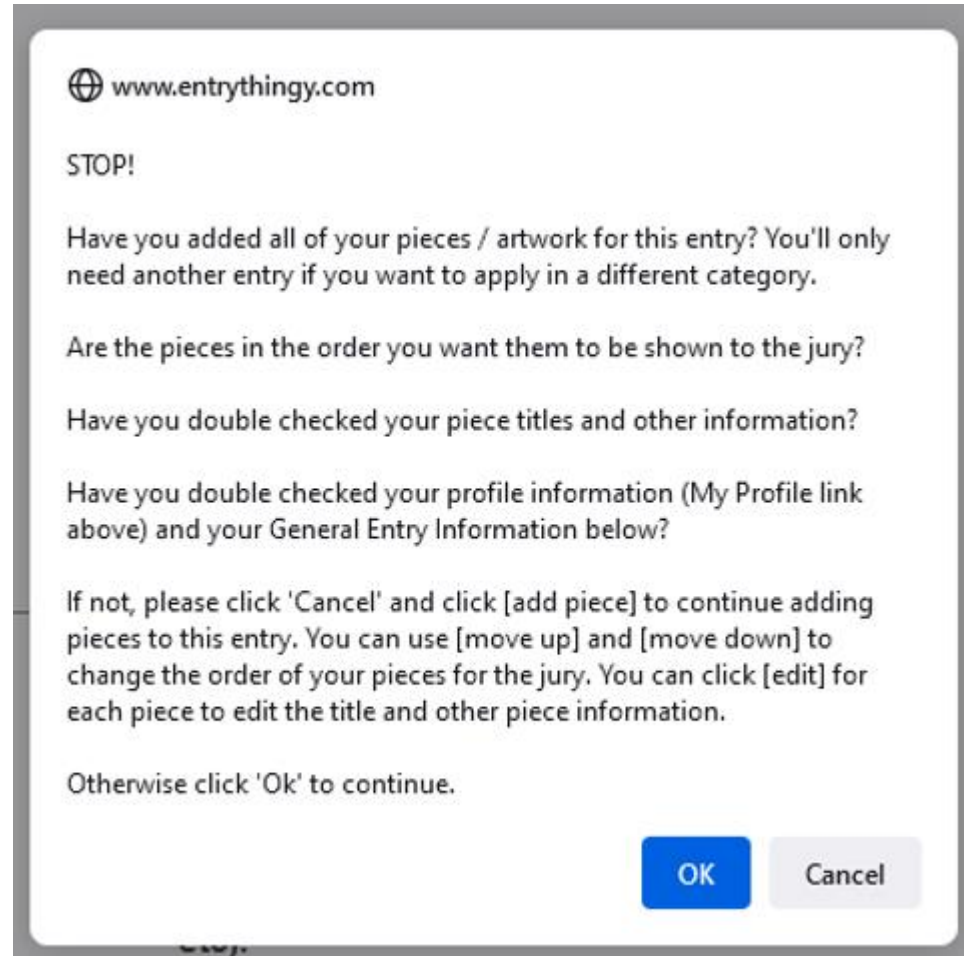 www.entrythingy.com
STOP!
Have you added all of your pieces / artwork for this entry? You'll only
need another entry if you want to apply in a different category.
Are the pieces in the order you want them to be shown to the jury?
Have you double checked your piece titles and other information?
Have you double checked your profile information (My Profile link
above) and your General Entry Information below?
If not, please click 'Cancel' and click [add piece] to continue adding
pieces to this entry. You can use [move up] and [move down] to
change the order of your pieces for the jury. You can click [edit] for
each piece to edit the title and other piece information.
Otherwise click 'Ok' to continue.
OK Cancel